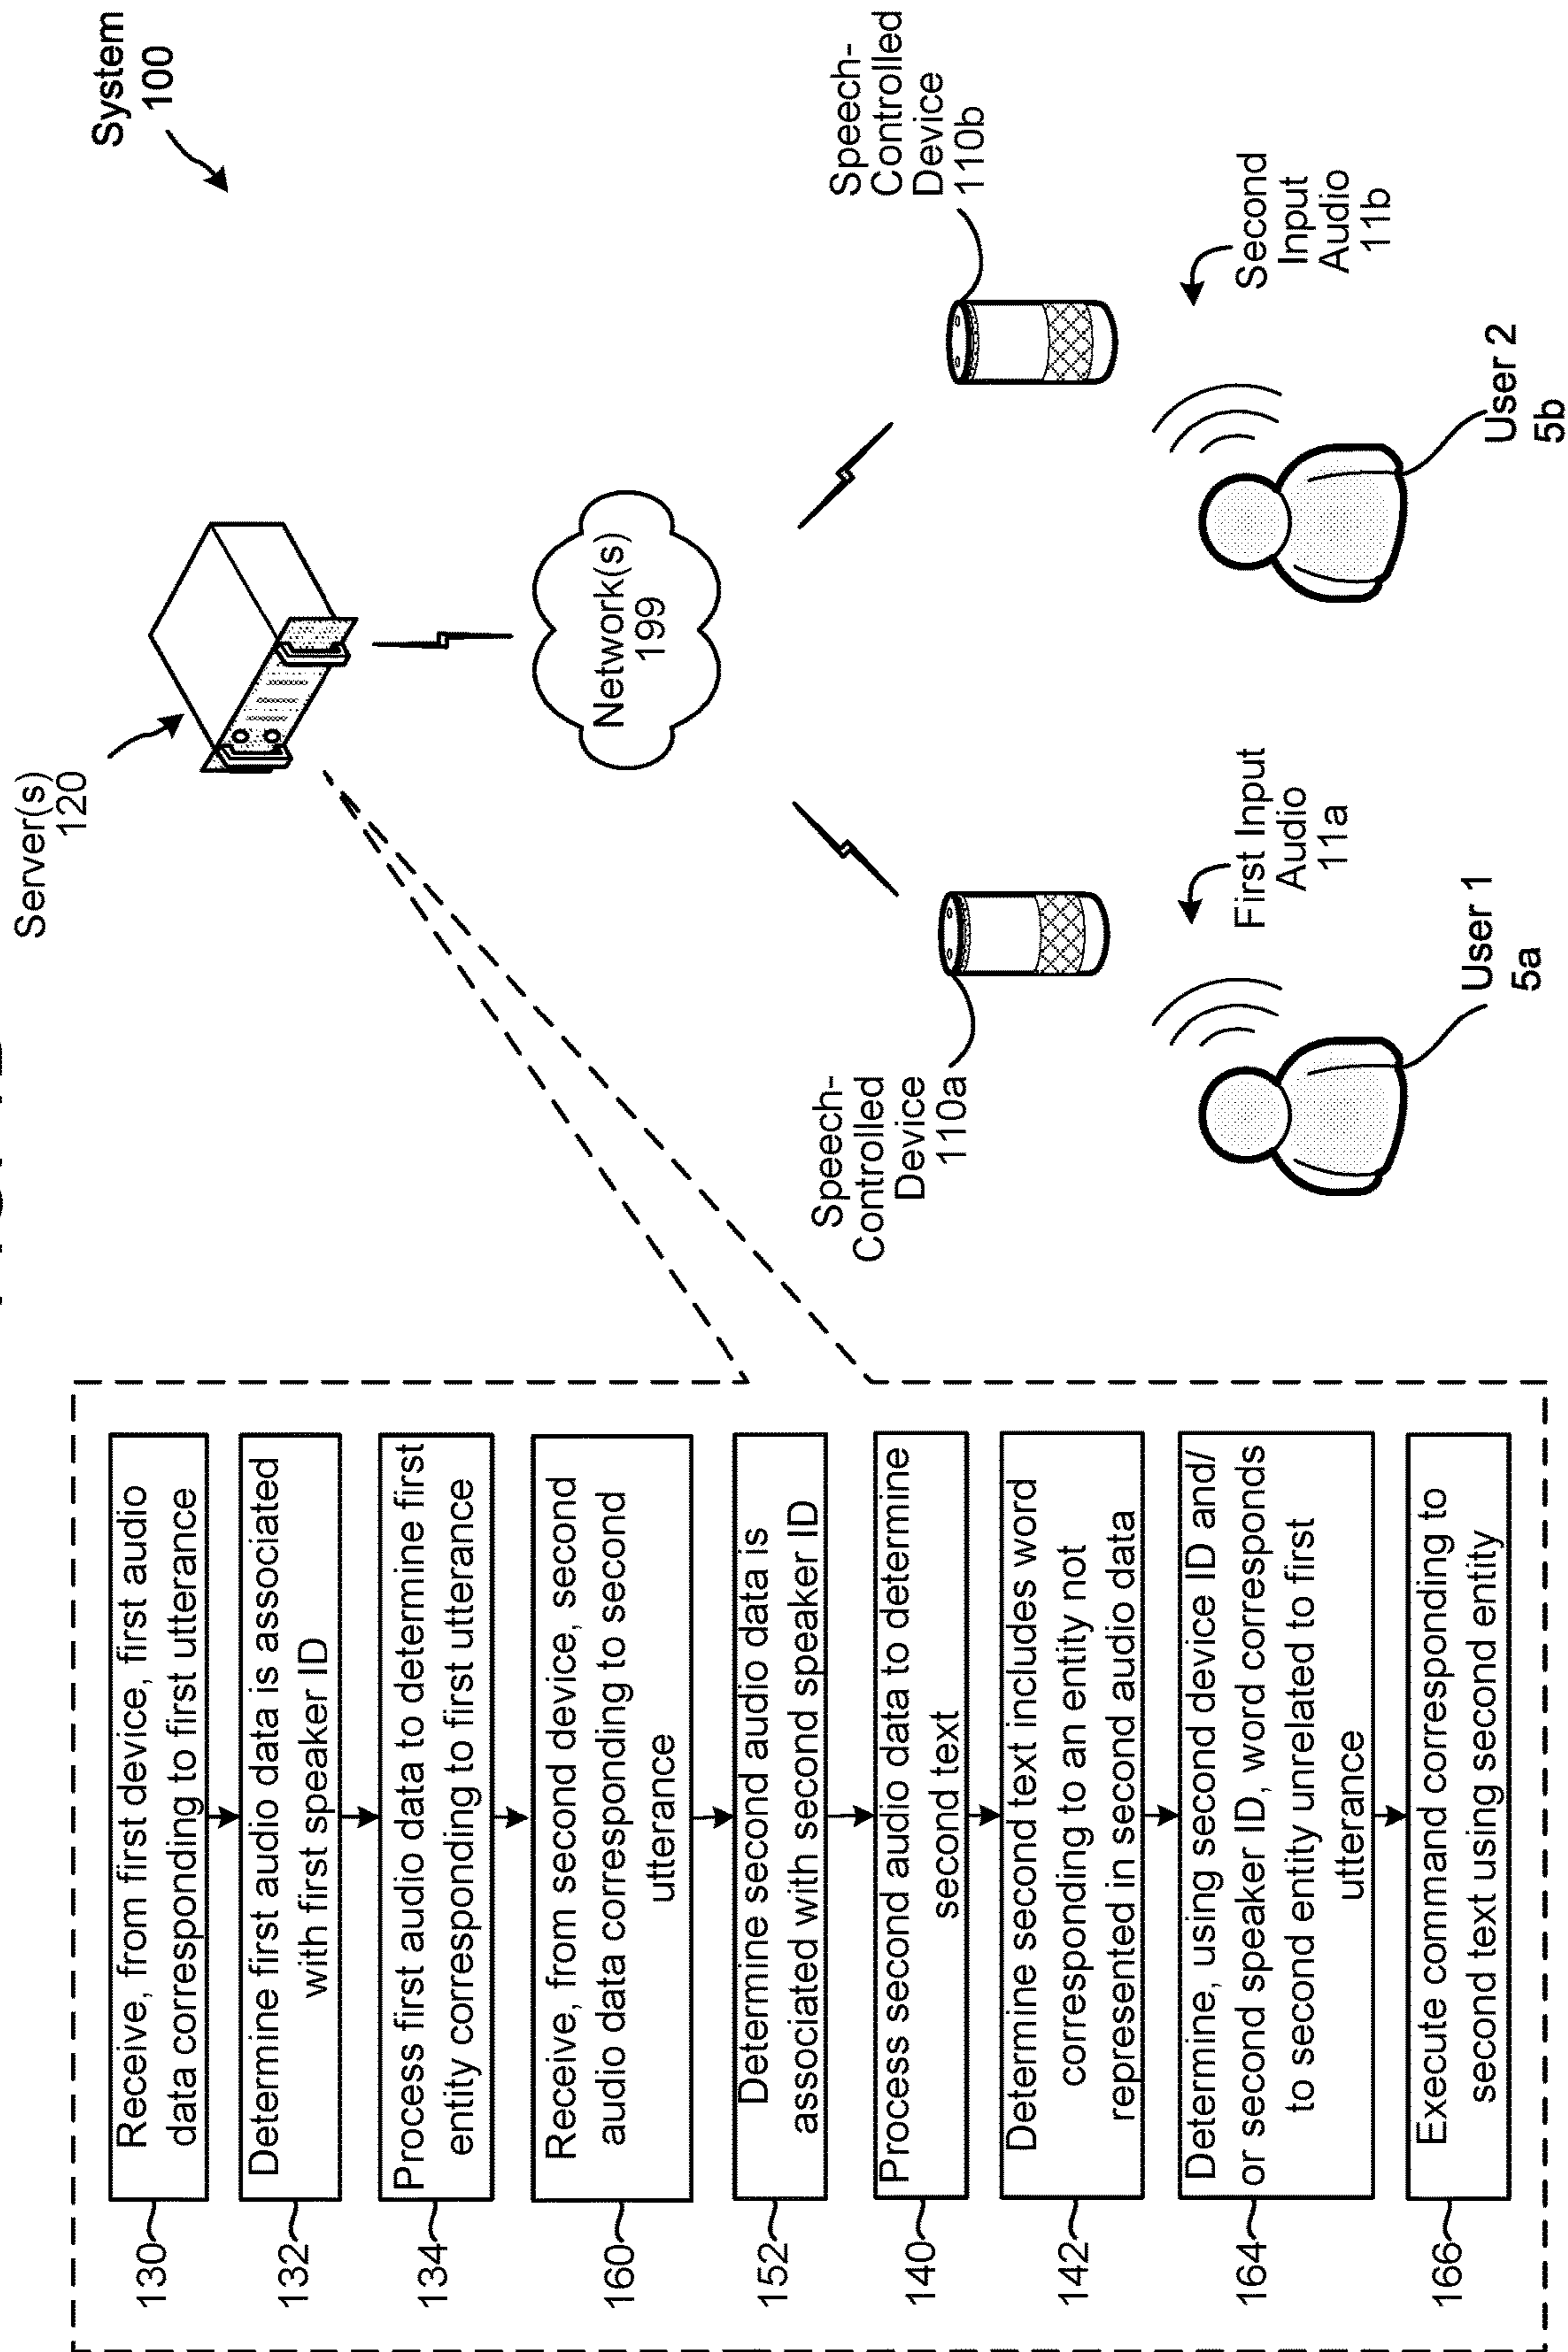 System
100
Server(s)
120
Network(s)
199
Speech-
Controlled
Device
110a
Speech-
Controlled
Device
110b
First Input
Audio
11a
Second
Input
Audio
11b
User 1
5a
User 2
5b
130
Receive, from first device, first audio
data corresponding to first utterance
132
Determine first audio data is associated
with first speaker ID
134
Process first audio data to determine first
entity corresponding to first utterance
160
Receive, from second device, second
audio data corresponding to second
utterance
152
Determine second audio data is
associated with second speaker ID
140
Process second audio data to determine
second text
142
Determine second text includes word
corresponding to an entity not
represented in second audio data
164
Determine, using second device ID and/
or second speaker ID, word corresponds
to second entity unrelated to first
utterance
166
Execute command corresponding to
second text using second entity